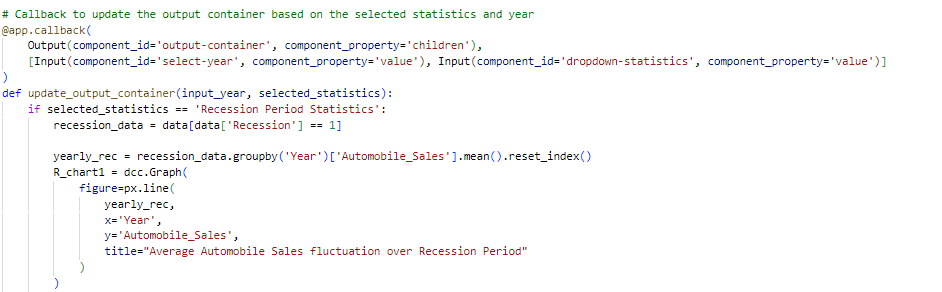 # Callback to update the output container based on the selected statistics and year
@app.callback(
    Output(component_id='output-container', component_property='children'),
    [Input(component_id='select-year', component_property='value'), Input(component_id='dropdown-statistics', component_property='value')]
)
def update_output_container(input_year, selected_statistics):
    if selected_statistics == 'Recession Period Statistics':
        recession_data = data[data['Recession'] == 1]

        yearly_rec = recession_data.groupby('Year')['Automobile_Sales'].mean().reset_index()
        R_chart1 = dcc.Graph(
            figure=px.line(
                yearly_rec,
                x='Year',
                y='Automobile_Sales',
                title="Average Automobile Sales fluctuation over Recession Period"
            )
        )